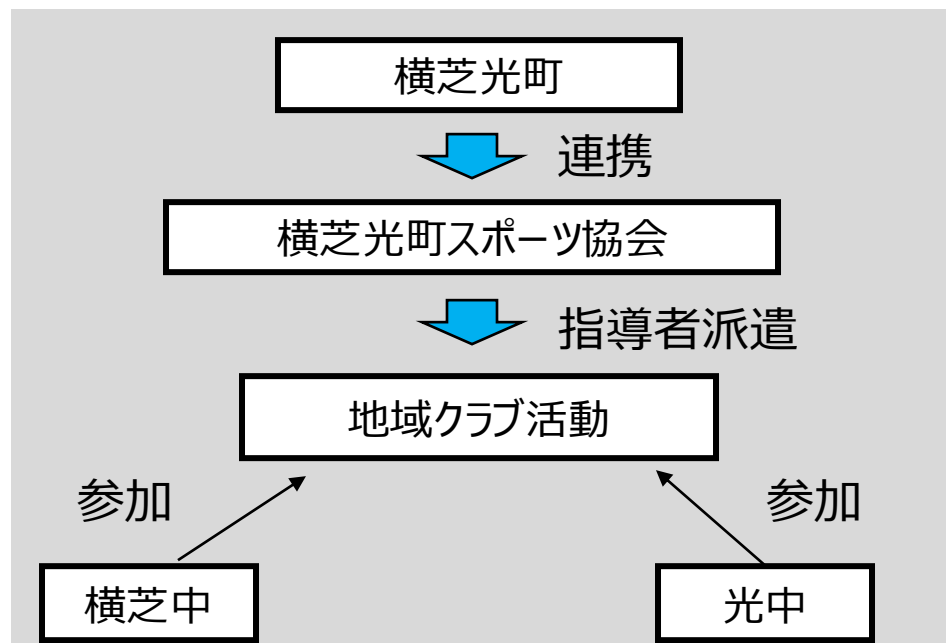 横芝光町
連携
横芝光町スポーツ協会
指導者派遣
地域クラブ活動
参加
参加
横芝中
光中